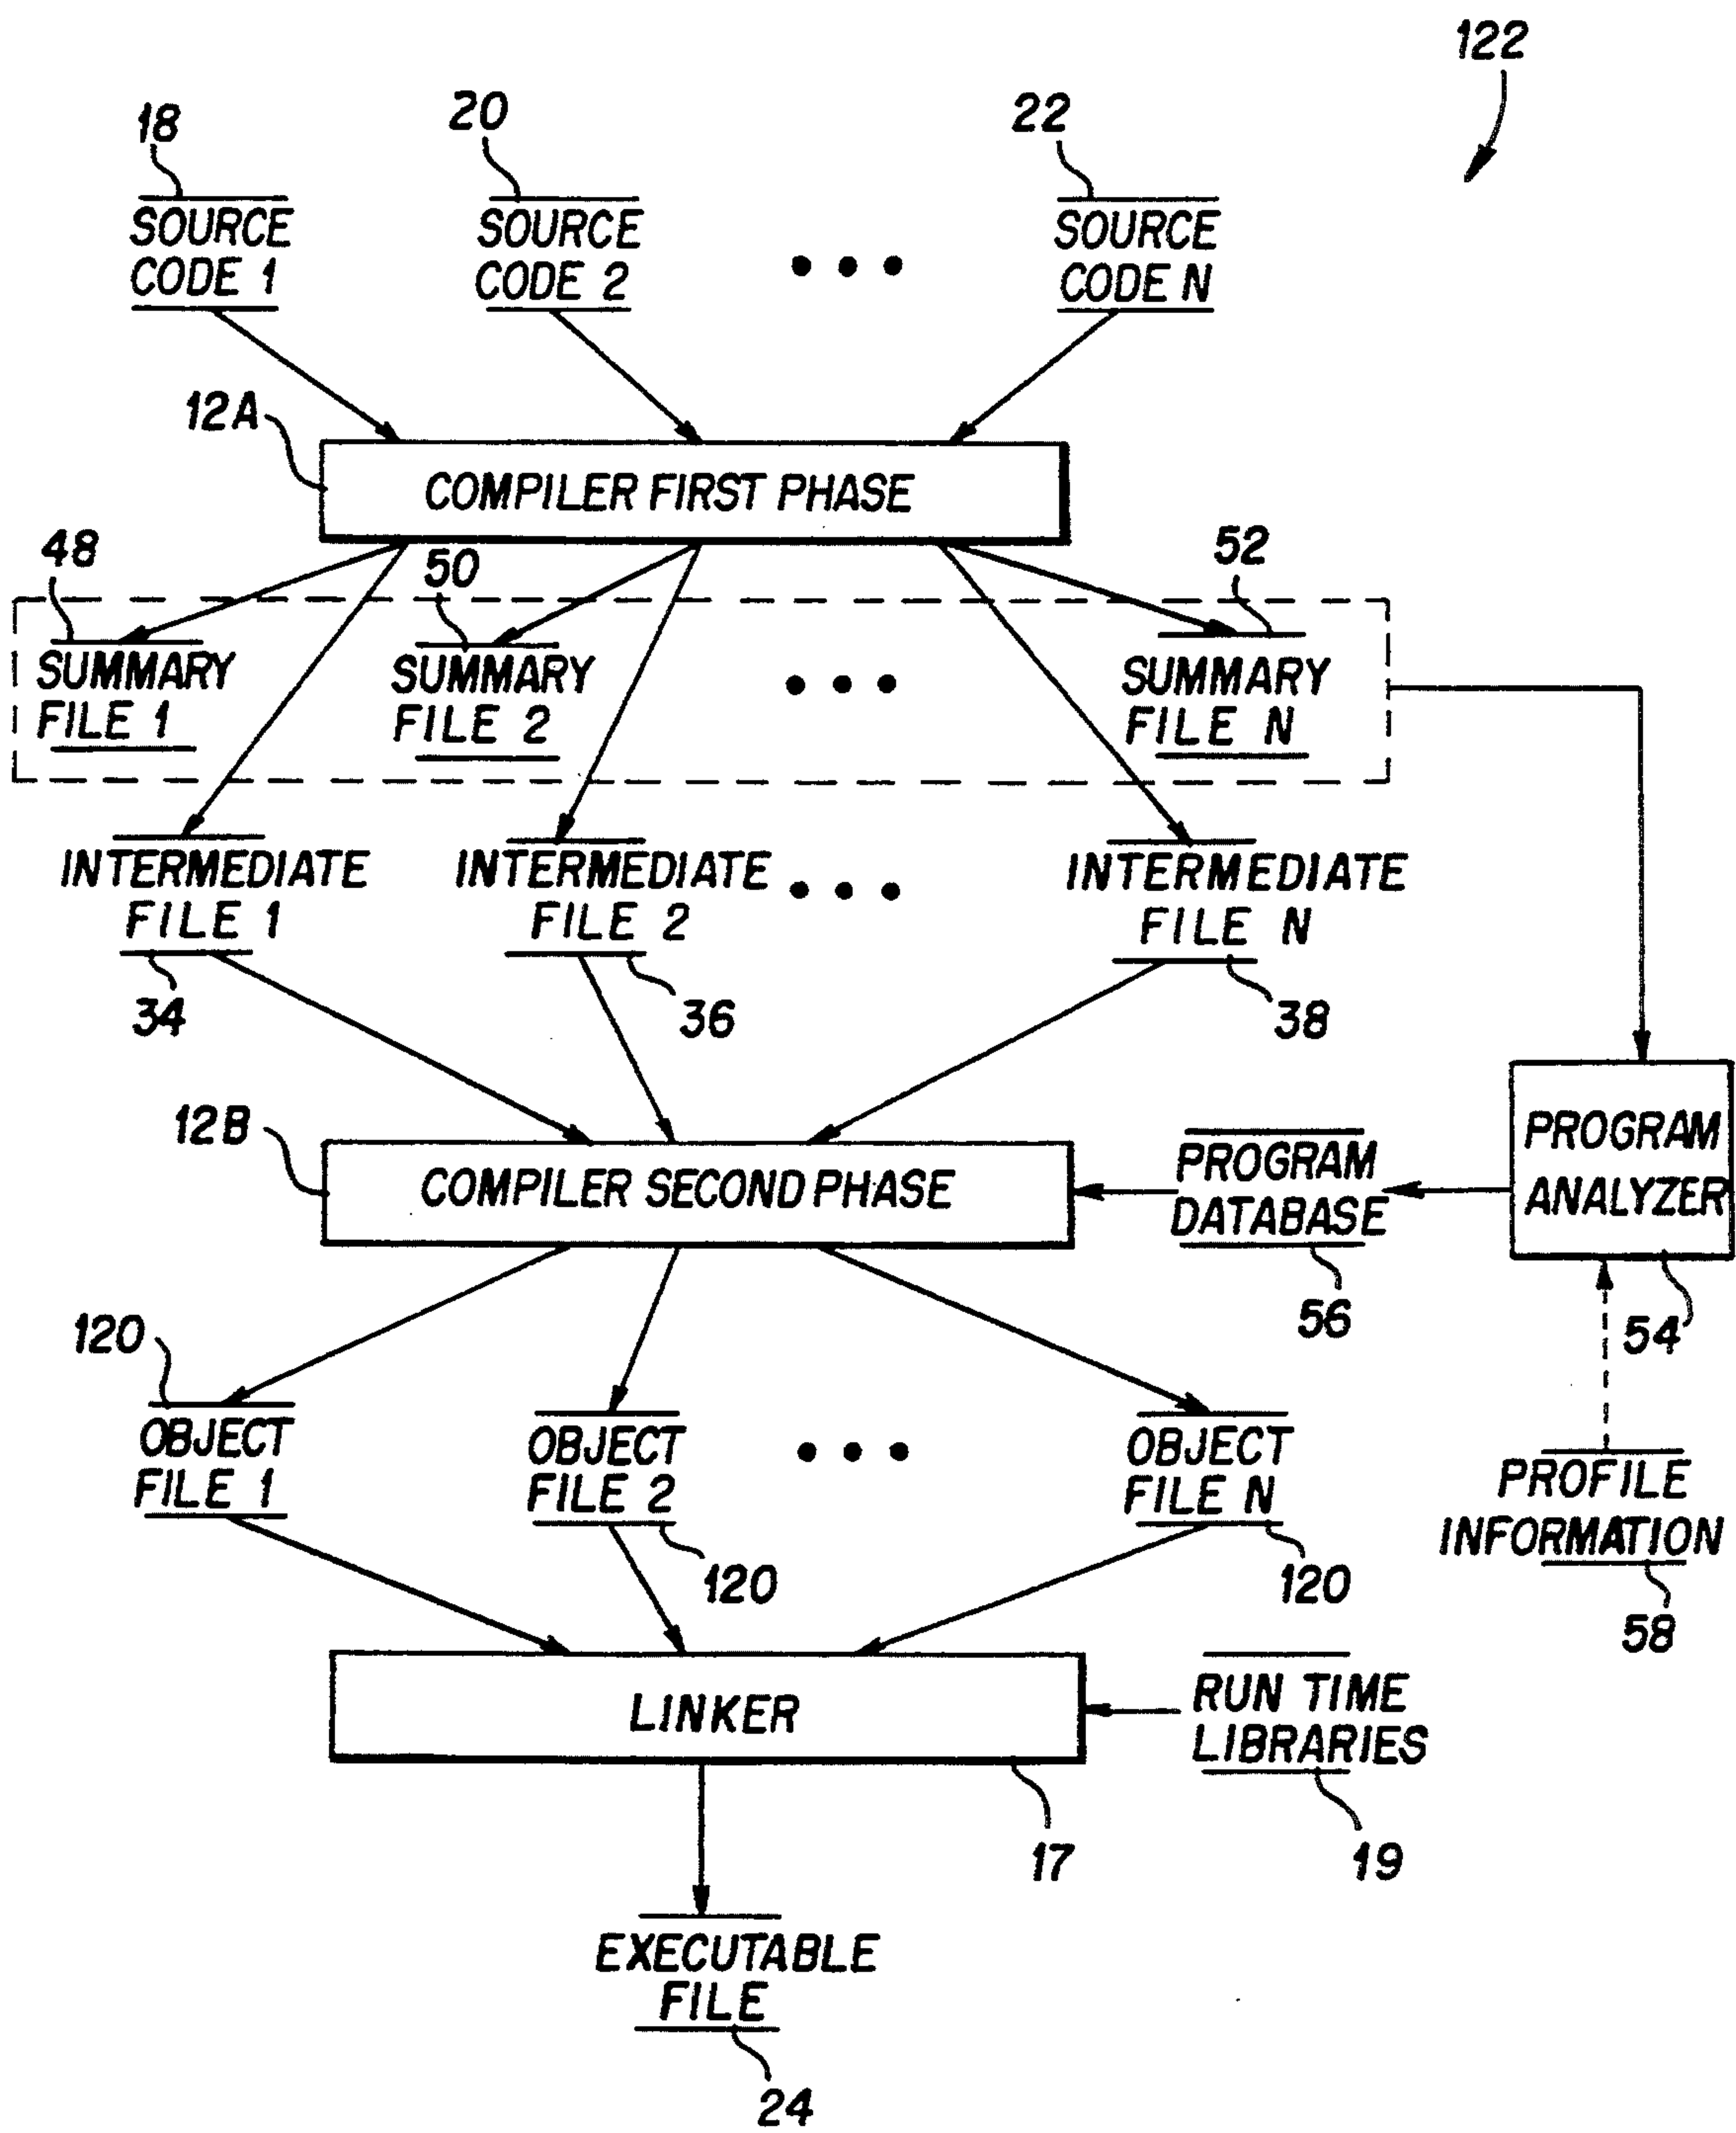 122
18
20
22
SOURCE
CODE 1
SOURCE
CODE 2
SOURCE
CODE N
12A
COMPILER FIRST PHASE
48
50
52
SUMMARY
FILE 1
SUMMARY
FILE 2
SUMMARY
FILE N
INTERMEDIATE
FILE 1
INTERMEDIATE
FILE 2
INTERMEDIATE
FILE N
34
36
38
12B
COMPILER SECOND PHASE
PROGRAM
DATABASE
56
PROGRAM
ANALYZER
54
120
OBJECT
FILE 1
OBJECT
FILE 2
OBJECT
FILE N
120
120
PROFILE
INFORMATION
58
LINKER
RUN TIME
LIBRARIES
17
19
EXECUTABLE
FILE
24